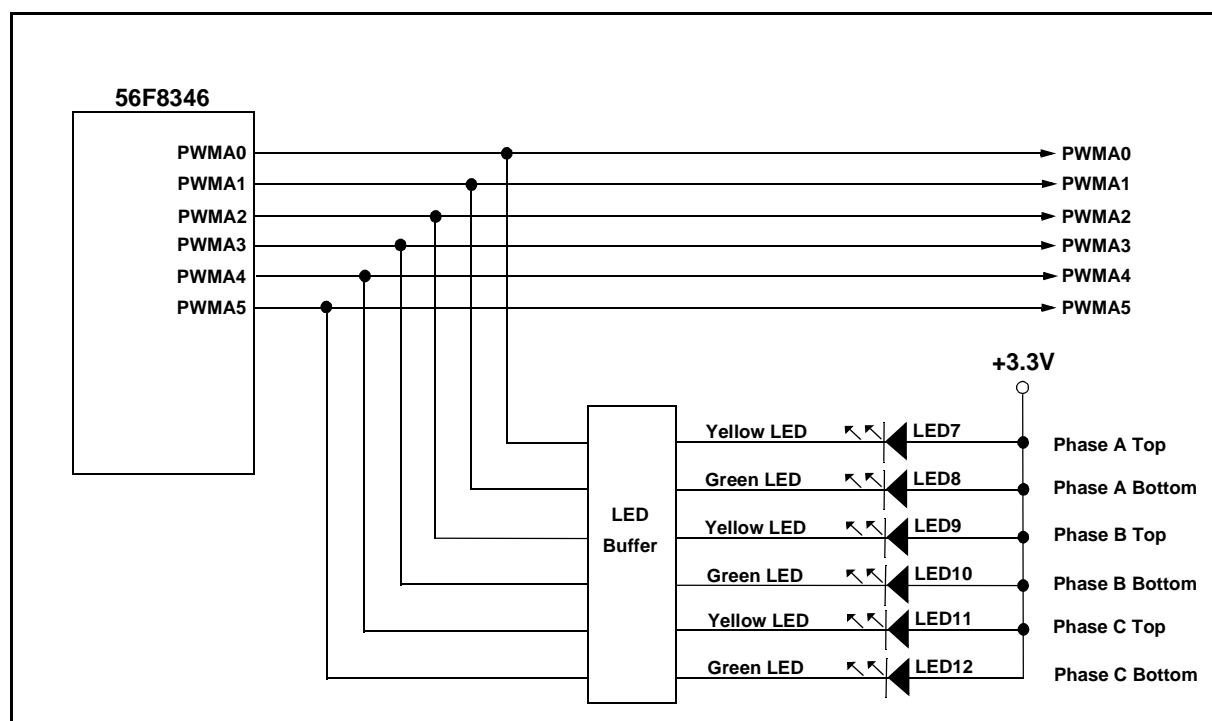 56F8346
PWMA0 PWMA0
PWMA1 PWMA1
PWMA2 PWMA2
PWMA3 PWMA3
PWMA4 PWMA4
PWMA5 PWMA5
+3.3V
LED
Buffer
Yellow LED LED7 Phase A Top
Green LED LED8 Phase A Bottom
Yellow LED LED9 Phase B Top
Green LED LED10 Phase B Bottom
Yellow LED LED11 Phase C Top
Green LED LED12 Phase C Bottom